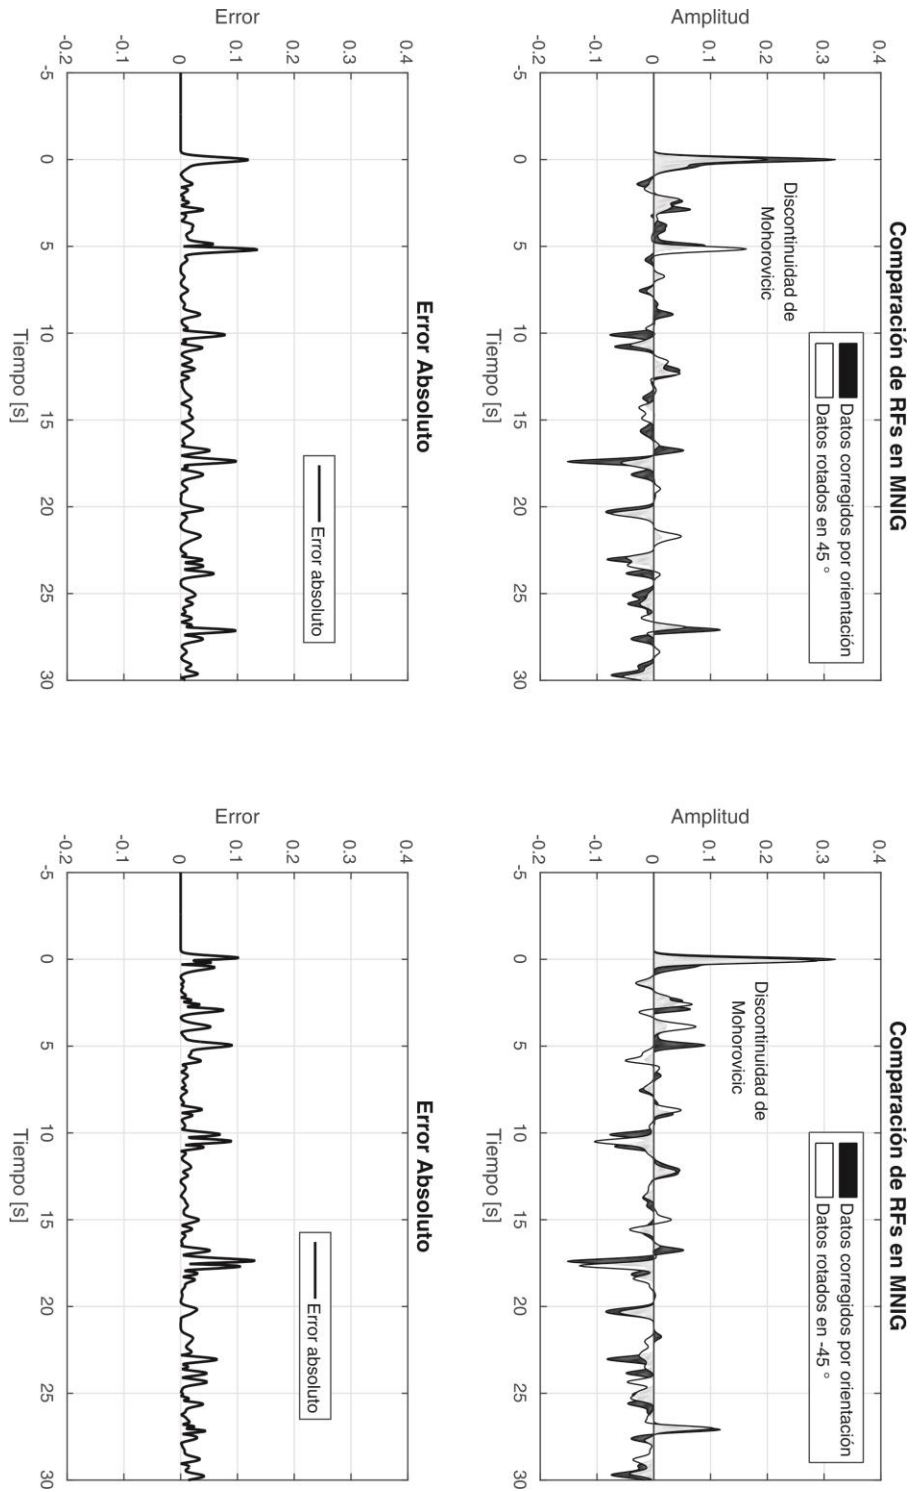 Comparación de RFs en MNIG
Datos corregidos por orientación
Datos rotados en 45 °
Discontinuidad de
Mohorovicic
Amplitud
0.4
0.3
0.2
0.1
0
-0.1
-0.2
-5
0
5
10
15
20
25
30
Tiempo [s]
Error Absoluto
Error absoluto
Error
0.4
0.3
0.2
0.1
0
-0.1
-0.2
-5
0
5
10
15
20
25
30
Tiempo [s]
Comparación de RFs en MNIG
Datos corregidos por orientación
Datos rotados en -45 °
Discontinuidad de
Mohorovicic
Amplitud
0.4
0.3
0.2
0.1
0
-0.1
-0.2
-5
0
5
10
15
20
25
30
Tiempo [s]
Error Absoluto
Error absoluto
Error
0.4
0.3
0.2
0.1
0
-0.1
-0.2
-5
0
5
10
15
20
25
30
Tiempo [s]